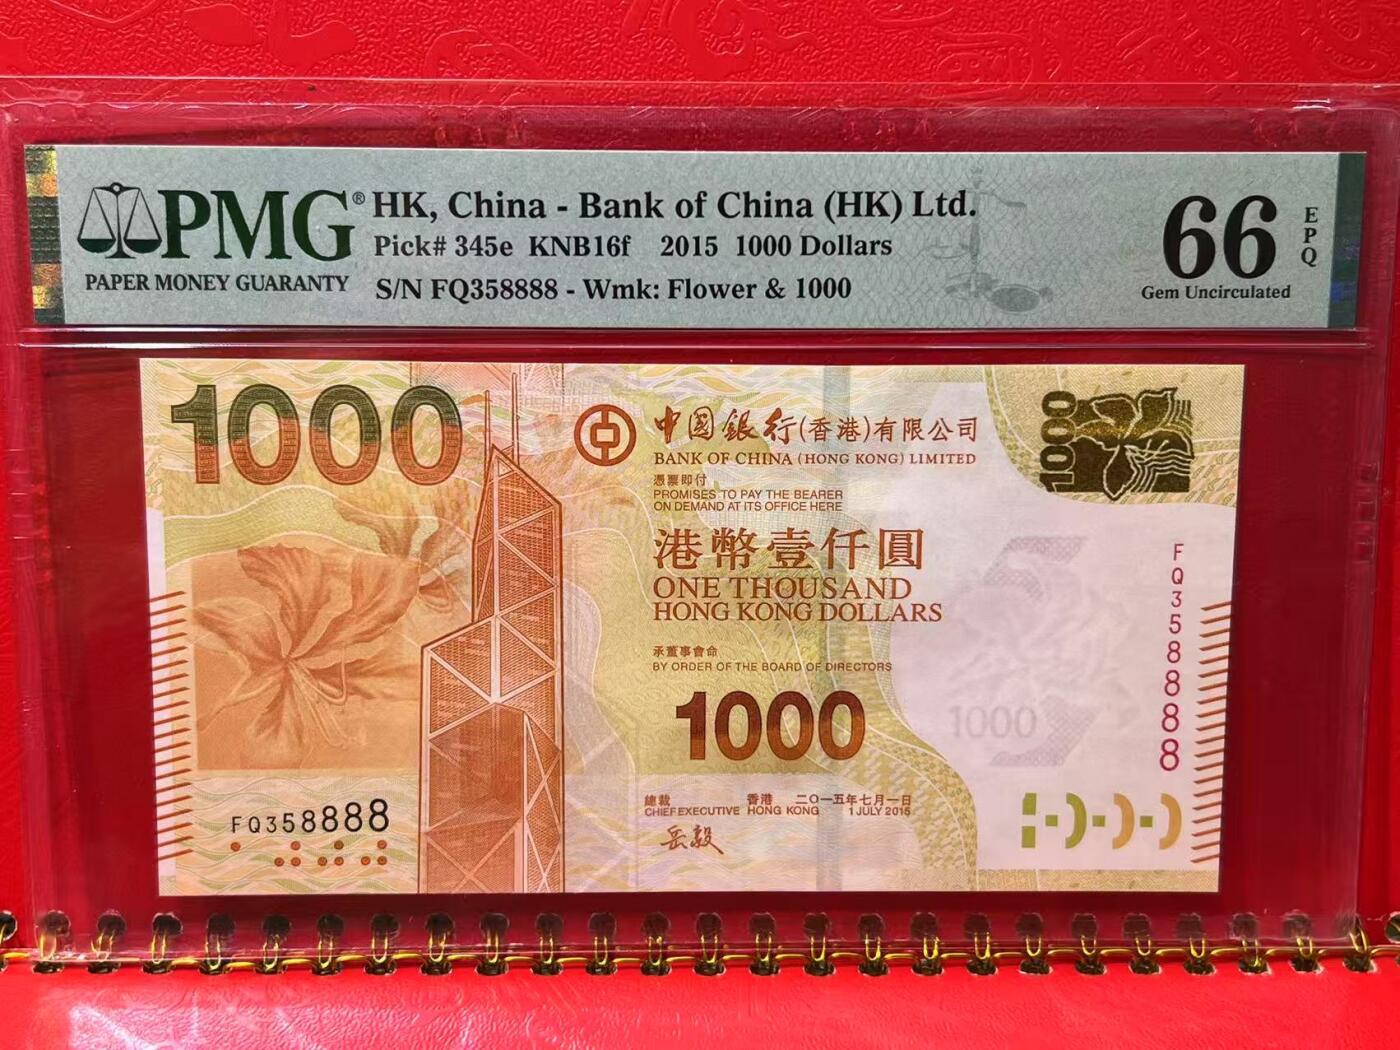 PMG®
PAPER MONEY GUARANTY
HK, China - Bank of China (HK) Ltd.
Pick# 345e KNB16f 2015 1000 Dollars
S/N FQ358888 - Wmk: Flower & 1000
66
EPQ
Gem Uncirculated
1000
中國銀行(香港)有限公司
BANK OF CHINA (HONG KONG) LIMITED
憑票即付
PROMISES TO PAY THE BEARER
ON DEMAND AT ITS OFFICE HERE
港幣壹仟圓
ONE THOUSAND
HONG KONG DOLLARS
承董事會命
BY ORDER OF THE BOARD OF DIRECTORS
1000
總裁 香港 二〇一五年七月一日
CHIEF EXECUTIVE HONG KONG 1 JULY 2015
岳毅
FQ358888
1000
FQ358888
1000